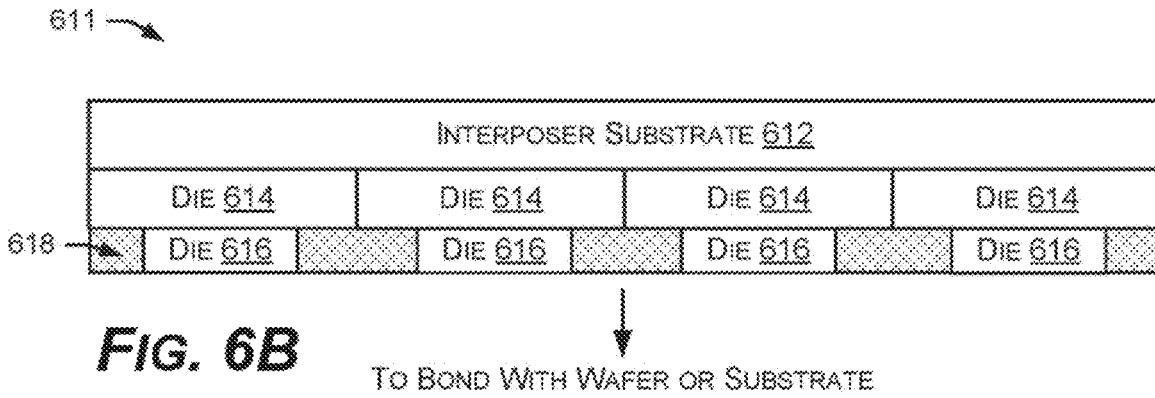 611
INTERPOSER SUBSTRATE 612
DIE 614 DIE 614 DIE 614 DIE 614
618 DIE 616 DIE 616 DIE 616 DIE 616
FIG. 6B
TO BOND WITH WAFER OR SUBSTRATE